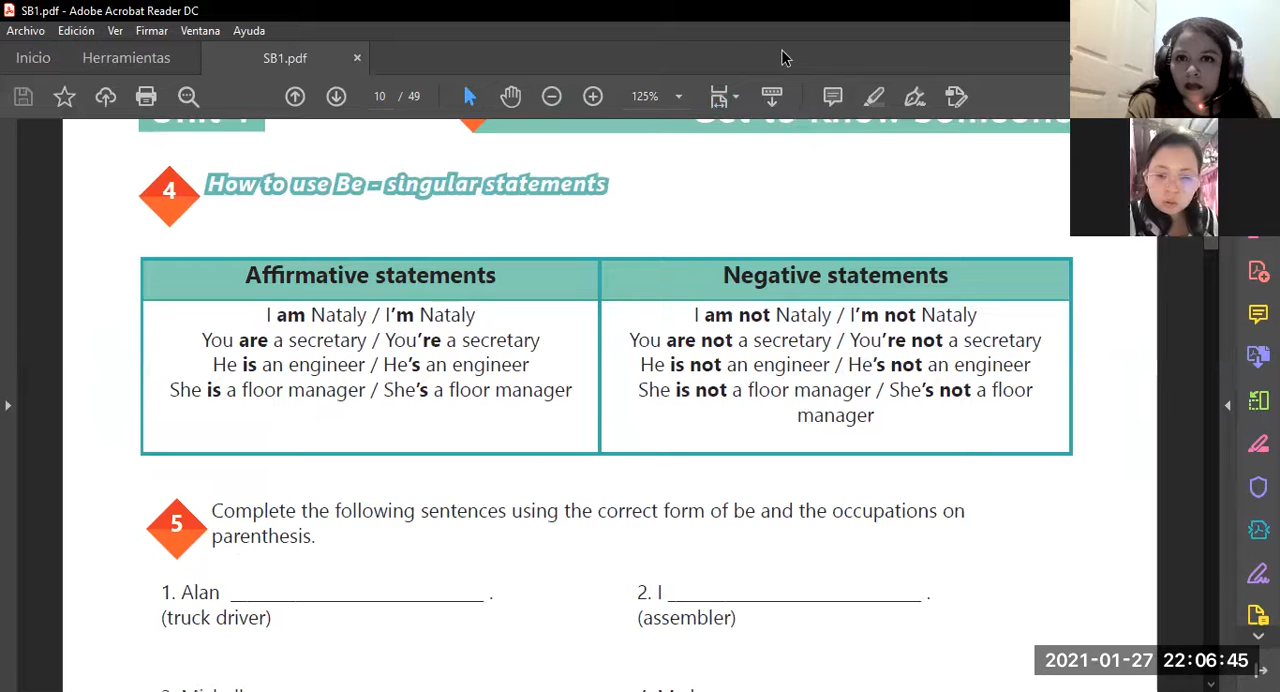 SB1.pdf - Adobe Acrobat Reader DC
Archivo Edición Ver Firmar Ventana Ayuda
Inicio Herramientas SB1.pdf ×
10 / 49 125%
4
How to use Be - singular statements
Affirmative statements
I am Nataly / I'm Nataly
You are a secretary / You're a secretary
He is an engineer / He's an engineer
She is a floor manager / She's a floor manager
Negative statements
I am not Nataly / I'm not Nataly
You are not a secretary / You're not a secretary
He is not an engineer / He's not an engineer
She is not a floor manager / She's not a floor
manager
5
Complete the following sentences using the correct form of be and the occupations on
parenthesis.
1. Alan _________________________ .
(truck driver)
2. I _________________________ .
(assembler)
2021-01-27 22:06:45